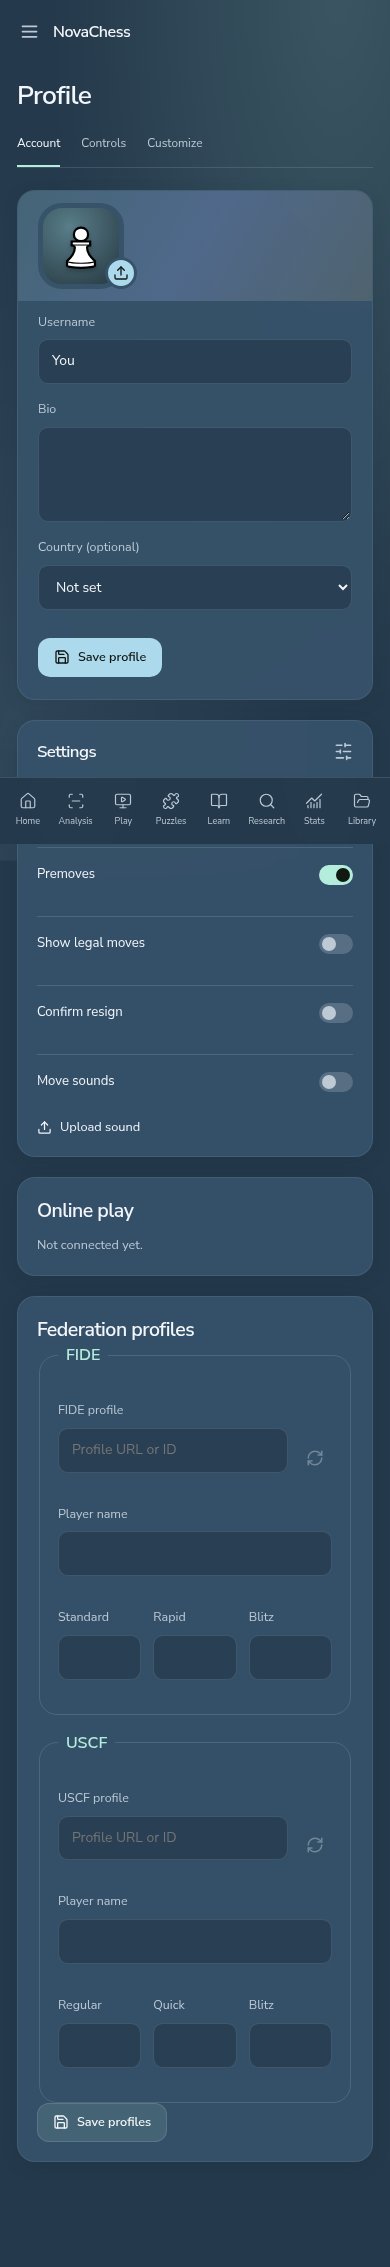 NovaChess
Profile
Account Controls Customize
Username
You
Bio
Country (optional)
Not set
Save profile
Settings
Home Analysis Play Puzzles Learn Research Stats Library
Premoves
Show legal moves
Confirm resign
Move sounds
Upload sound
Online play
Not connected yet.
Federation profiles
FIDE
FIDE profile
Profile URL or ID
Player name
Standard Rapid Blitz
USCF
USCF profile
Profile URL or ID
Player name
Regular Quick Blitz
Save profiles